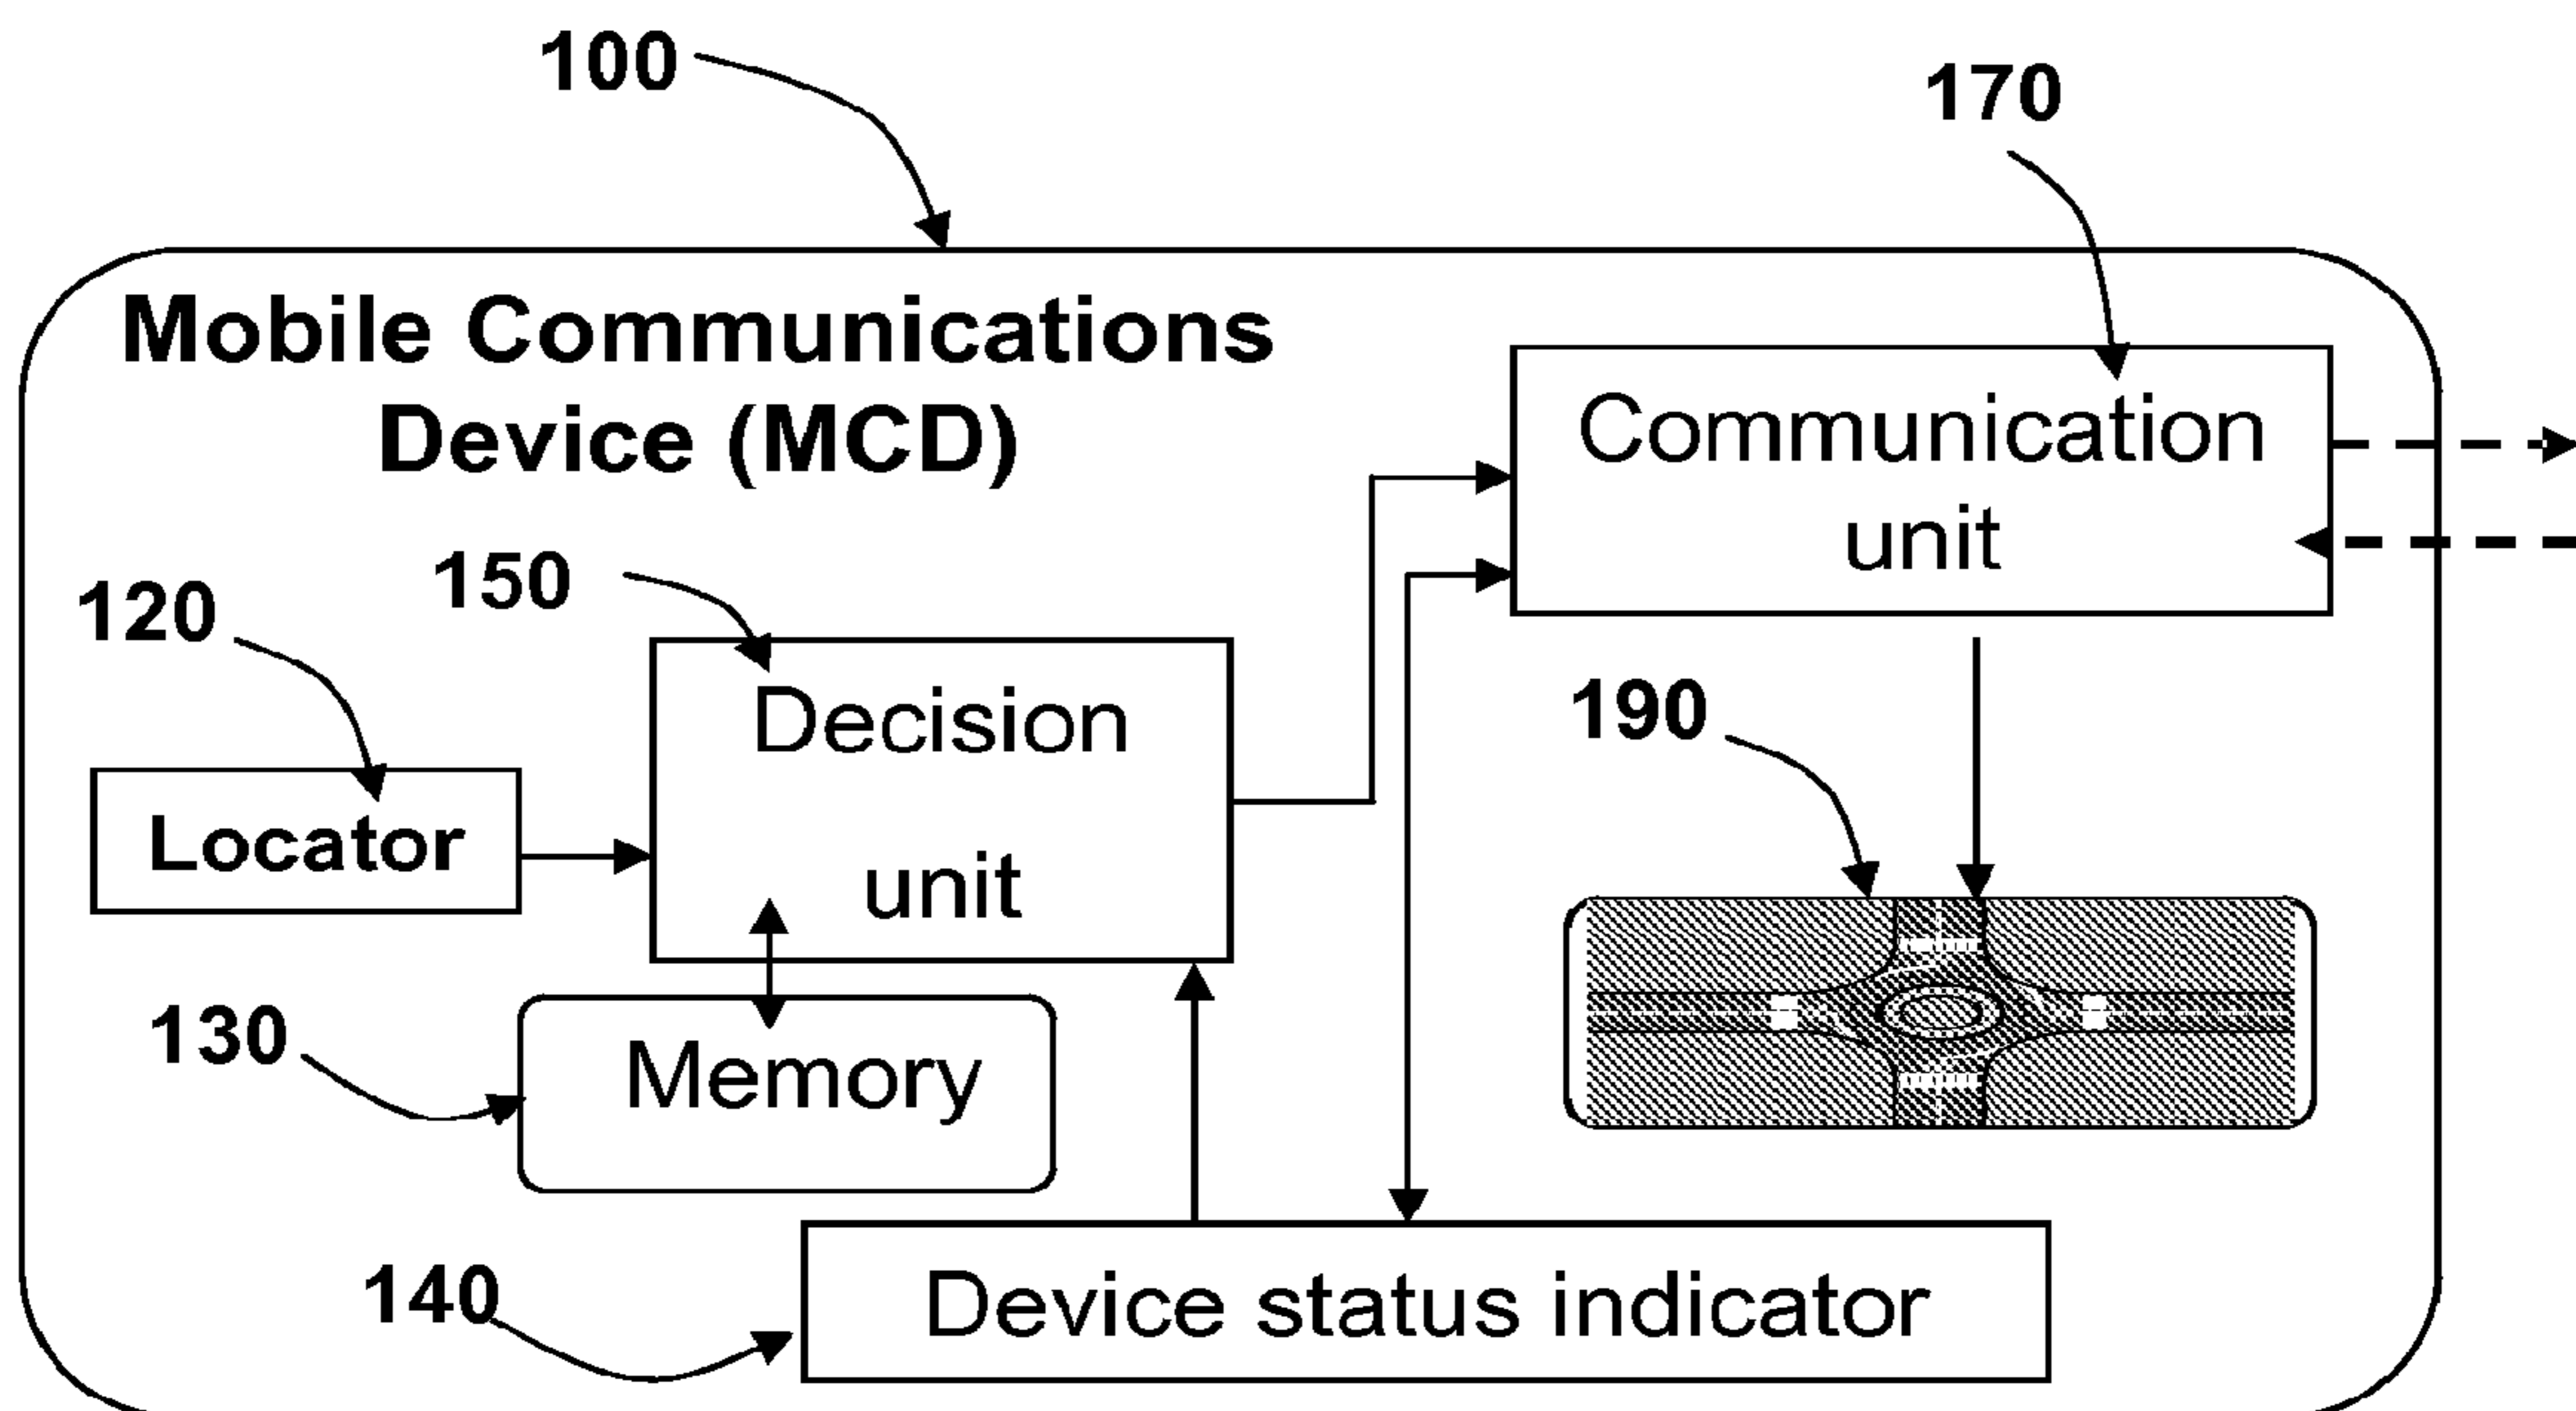 100
170
Mobile Communications
Device (MCD)
Communication
unit
150
120
Decision
unit
190
Locator
130
Memory
140
Device status indicator